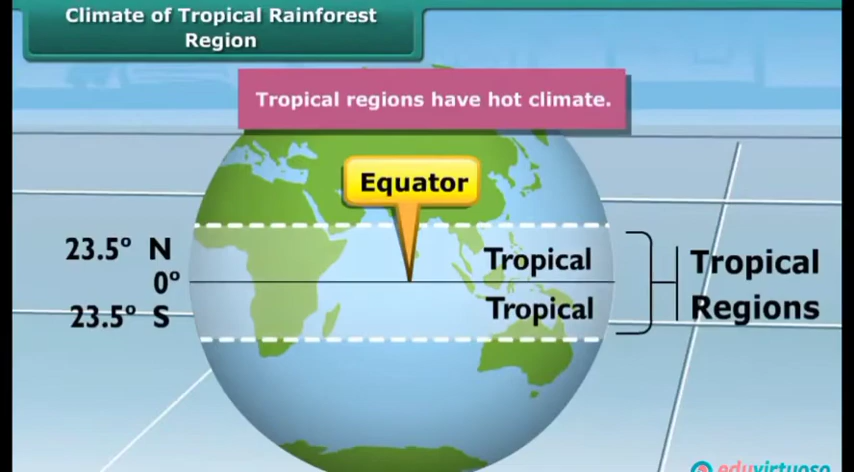 Climate of Tropical Rainforest
Region
Tropical regions have hot climate.
Equator
23.5° N
0°
23.5° S
Tropical
Tropical
Tropical
Regions
eduvirtuoso